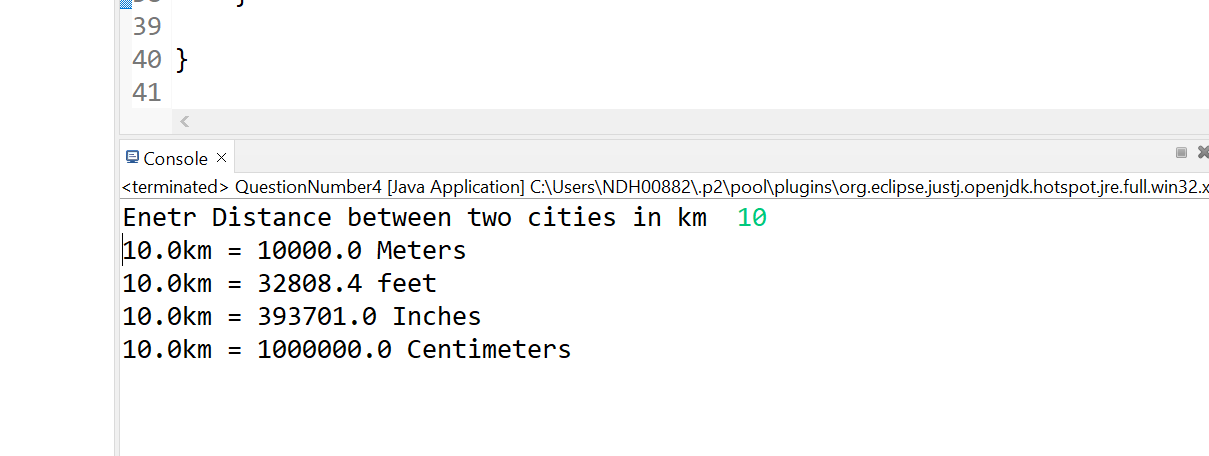 39
40 }
41
Console
<terminated> QuestionNumber4 [Java Application] C:\Users\NDH00882\.p2\pool\plugins\org.eclipse.justj.openjdk.hotspot.jre.full.win32.x
Enetr Distance between two cities in km  10
10.0km = 10000.0 Meters
10.0km = 32808.4 feet
10.0km = 393701.0 Inches
10.0km = 1000000.0 Centimeters